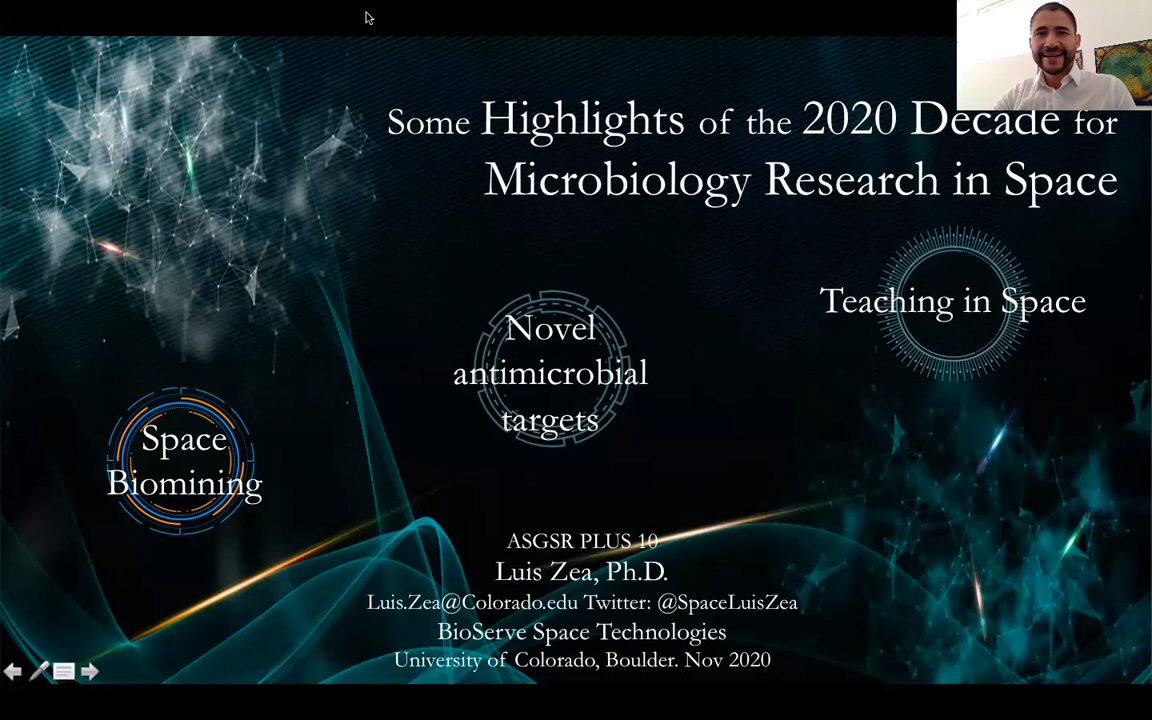 Some Highlights of the 2020 Decade for
Microbiology Research in Space
Teaching in Space
Novel
antimicrobial
targets
Space
Biomining
ASGSR PLUS 10
Luis Zea, Ph.D.
Luis.Zea@Colorado.edu Twitter: @SpaceLuisZea
BioServe Space Technologies
University of Colorado, Boulder. Nov 2020